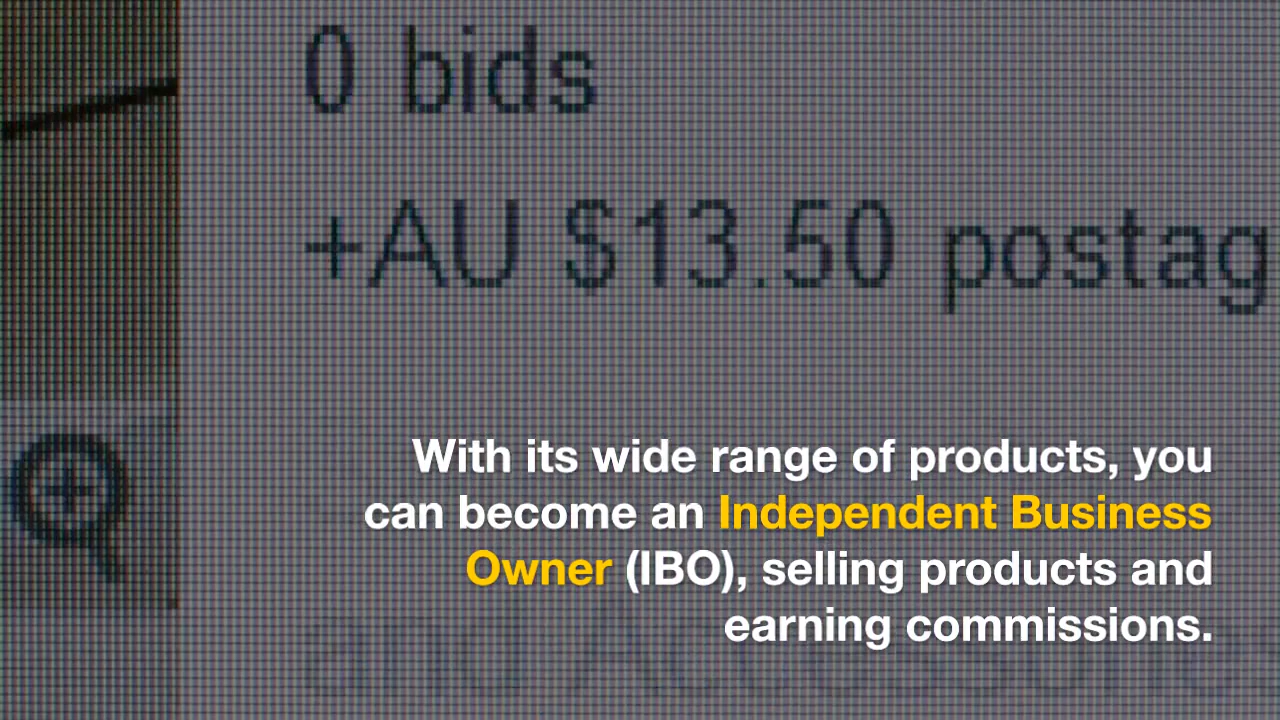 0 bids
+AU $13.50 postag
With its wide range of products, you
can become an Independent Business
Owner (IBO), selling products and
earning commissions.